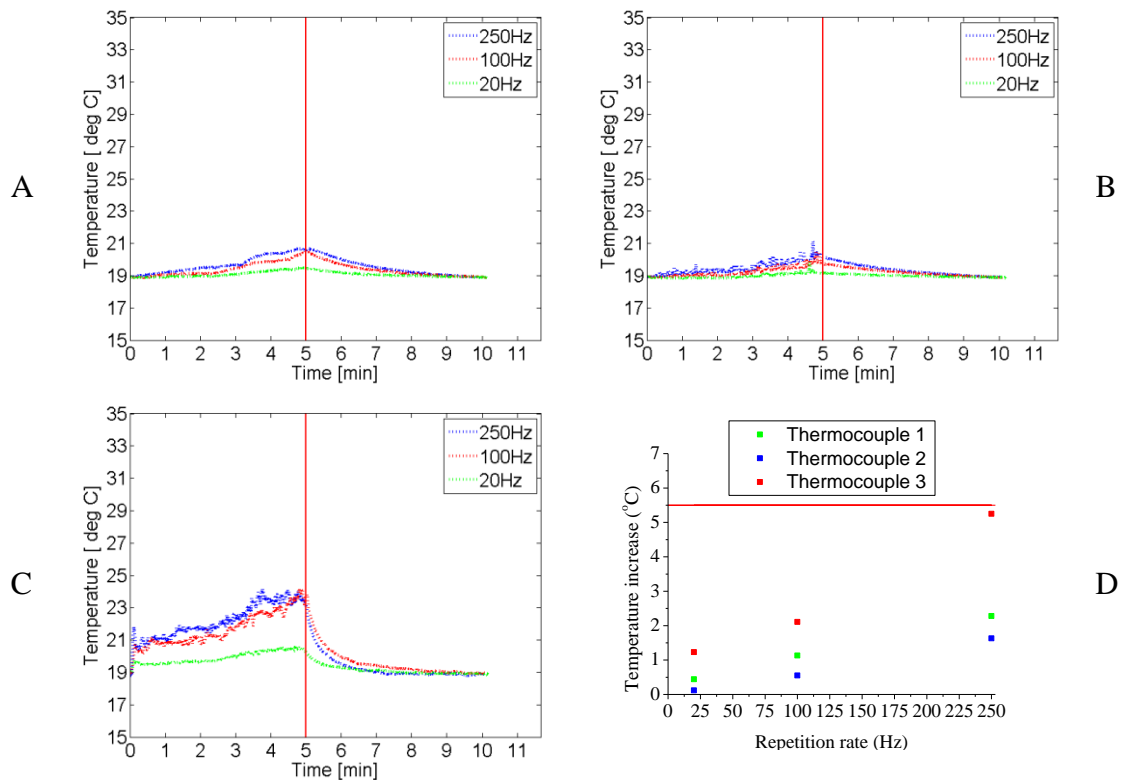 A
35
33
31
29
27
25
23
21
19
17
15
Temperature [ deg C]
0 1 2 3 4 5 6 7 8 9 10 11
Time [min]
250Hz
100Hz
20Hz
B
35
33
31
29
27
25
23
21
19
17
15
Temperature [ deg C]
0 1 2 3 4 5 6 7 8 9 10 11
Time [min]
250Hz
100Hz
20Hz
C
35
33
31
29
27
25
23
21
19
17
15
Temperature [ deg C]
0 1 2 3 4 5 6 7 8 9 10 11
Time [min]
250Hz
100Hz
20Hz
D
Thermocouple 1
Thermocouple 2
Thermocouple 3
7
6
5
4
3
2
1
0
Temperature increase (°C)
0 25 50 75 100 125 150 175 200 225 250
Repetition rate (Hz)